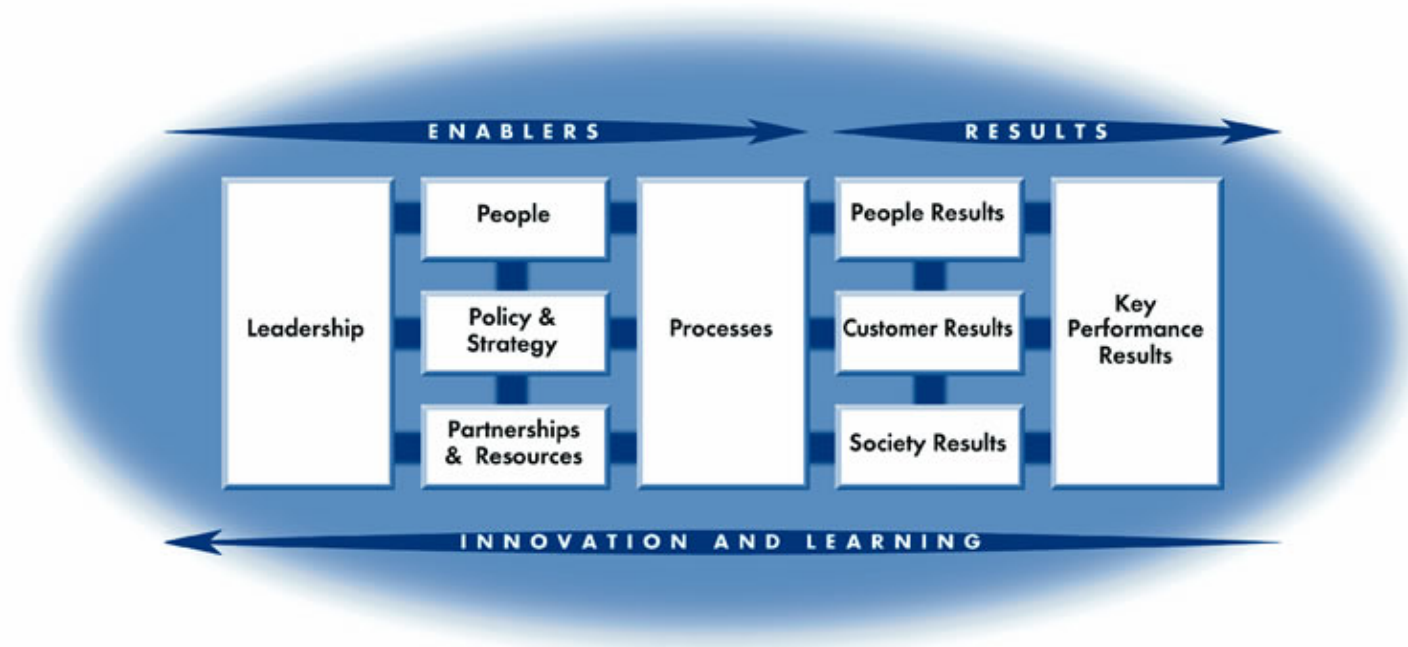 ENABLERS
RESULTS
Leadership
People
Policy &
Strategy
Partnerships
& Resources
Processes
People Results
Customer Results
Society Results
Key
Performance
Results
INNOVATION AND LEARNING